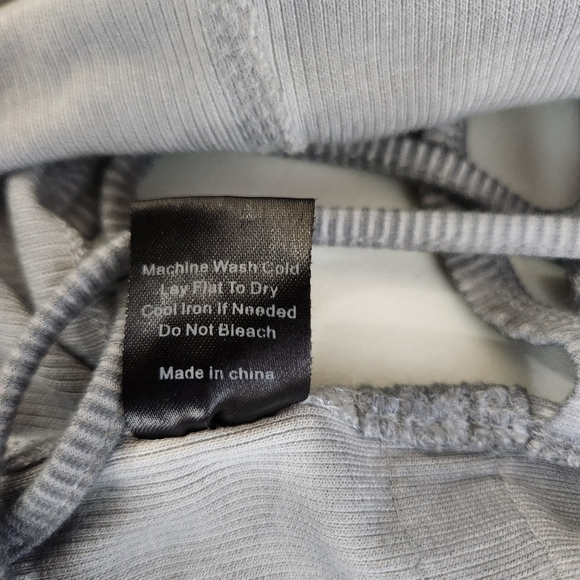 Machine Wash Cold
Lay Flat To Dry
Cool Iron If Needed
Do Not Bleach
Made in china